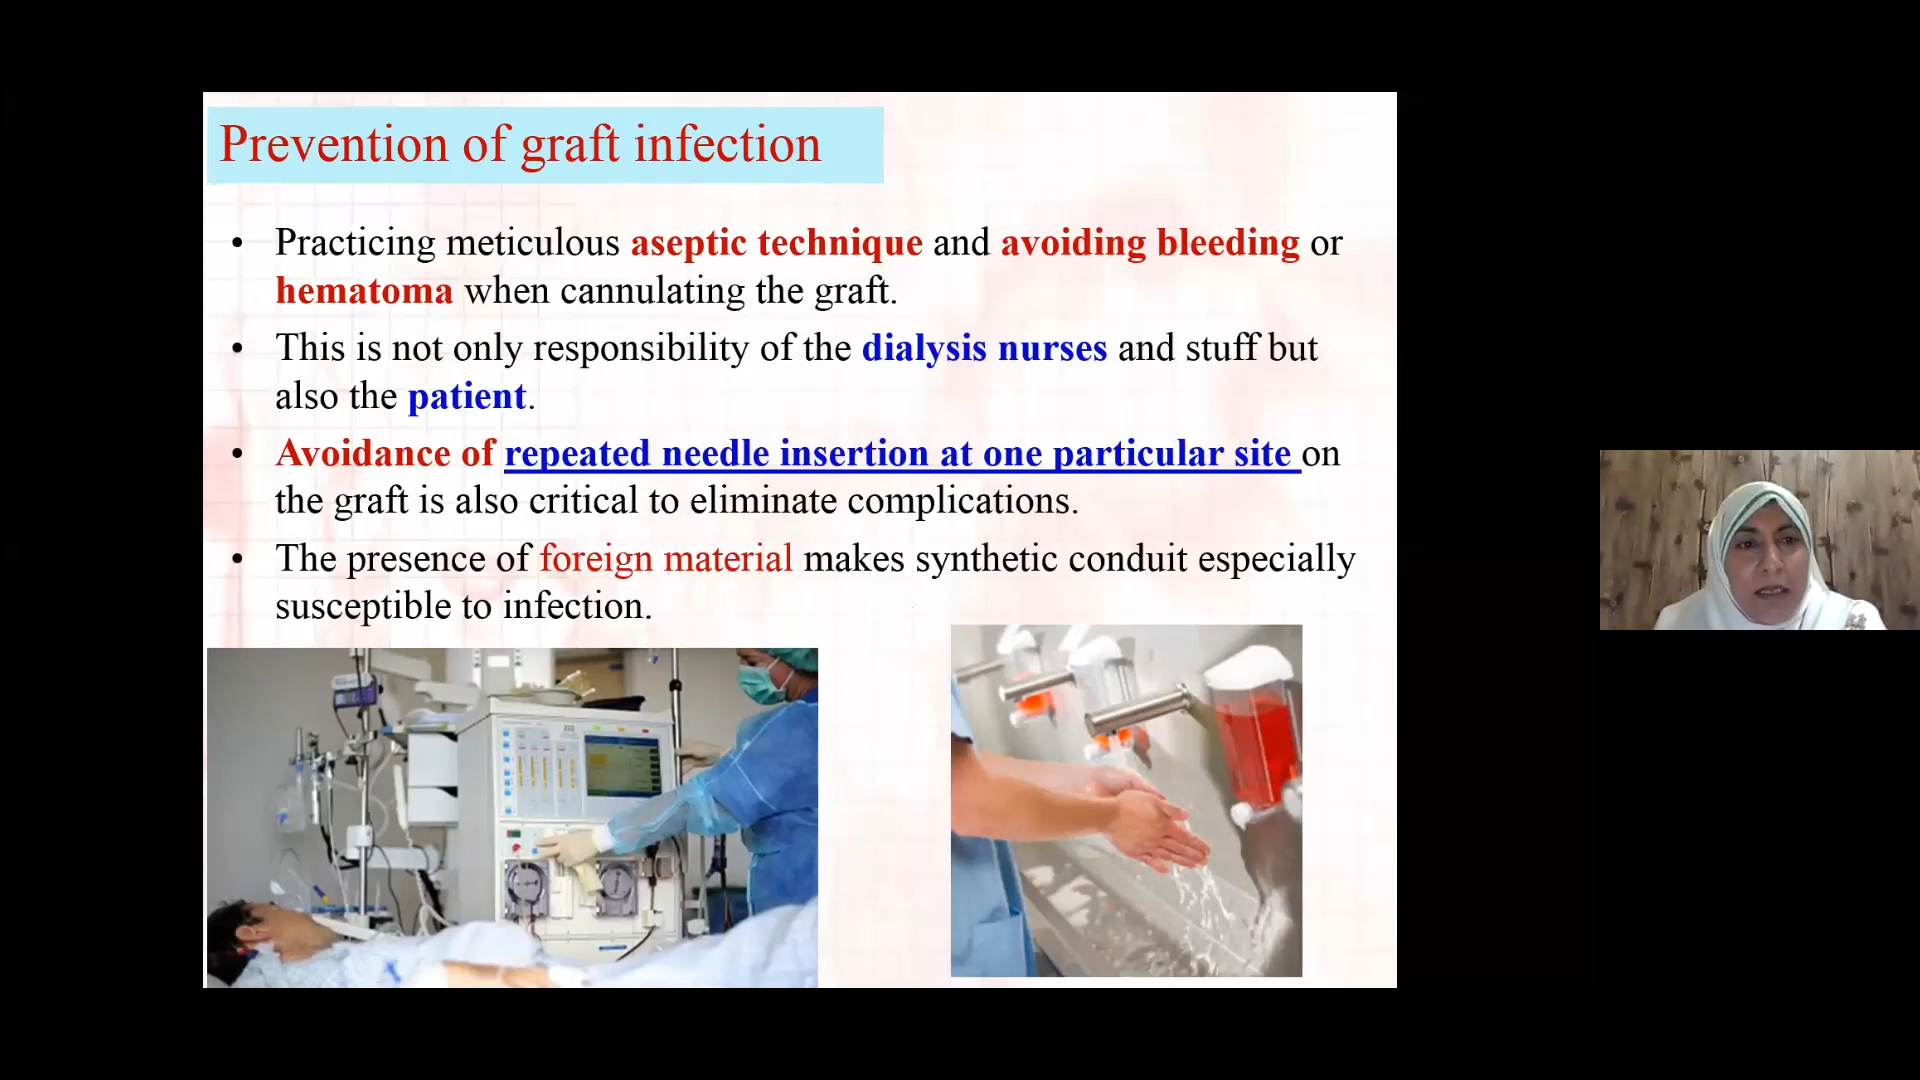 Prevention of graft infection
• Practicing meticulous aseptic technique and avoiding bleeding or
hematoma when cannulating the graft.
• This is not only responsibility of the dialysis nurses and stuff but
also the patient.
• Avoidance of repeated needle insertion at one particular site on
the graft is also critical to eliminate complications.
• The presence of foreign material makes synthetic conduit especially
susceptible to infection.